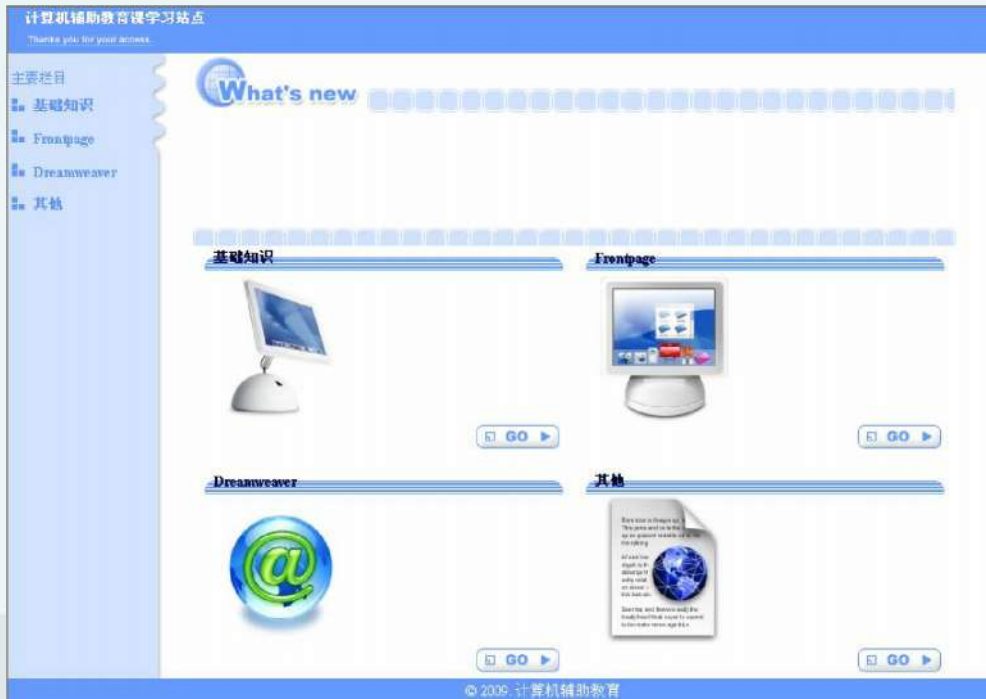 计算机辅助教育课学习站点
Thanks you for your access.
主要栏目
基础知识
Frontpage
Dreamweaver
其他
What's new
基础知识
Frontpage
GO
GO
Dreamweaver
其他
GO
GO
© 2009. 计算机辅助教育